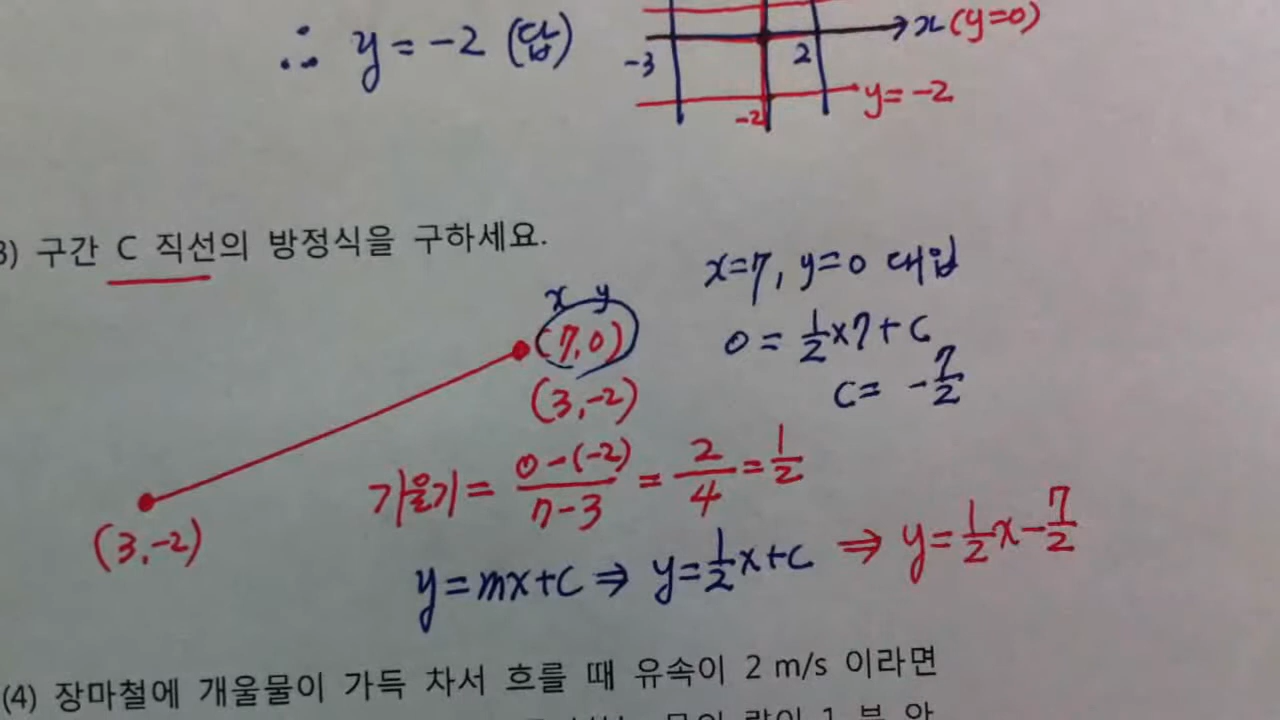 ∴ y = -2 (답)
x (y=0)
-3
2
y = -2
-2
3) 구간 C 직선의 방정식을 구하세요.
x y
(7,0)
(3,-2)
(3,-2)
x=7, y=0 대입
0 = 1/2 x 7 + c
c = -7/2
기울기 = 0-(-2)/7-3 = 2/4 = 1/2
y = mx+c ⇒ y = 1/2 x + c ⇒ y = 1/2 x - 7/2
(4) 장마철에 개울물이 가득 차서 흐를 때 유속이 2 m/s 이라면